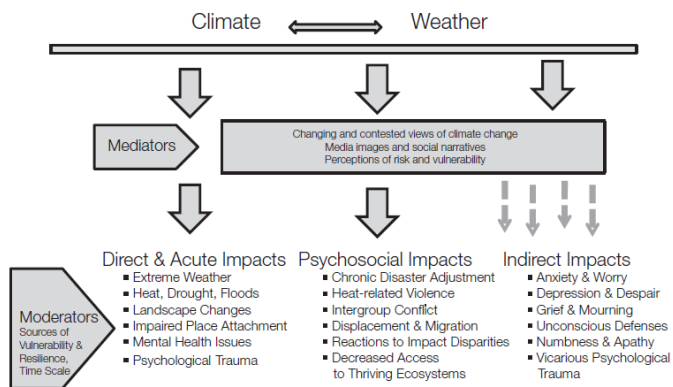 Climate Weather
Mediators
Changing and contested views of climate change
Media images and social narratives
Perceptions of risk and vulnerability
Direct & Acute Impacts
▪ Extreme Weather
▪ Heat, Drought, Floods
▪ Landscape Changes
▪ Impaired Place Attachment
▪ Mental Health Issues
▪ Psychological Trauma
Psychosocial Impacts
▪ Chronic Disaster Adjustment
▪ Heat-related Violence
▪ Intergroup Conflict
▪ Displacement & Migration
▪ Reactions to Impact Disparities
▪ Decreased Access
to Thriving Ecosystems
Indirect Impacts
▪ Anxiety & Worry
▪ Depression & Despair
▪ Grief & Mourning
▪ Unconscious Defenses
▪ Numbness & Apathy
▪ Vicarious Psychological
Trauma
Moderators
Sources of
Vulnerability &
Resilience,
Time Scale